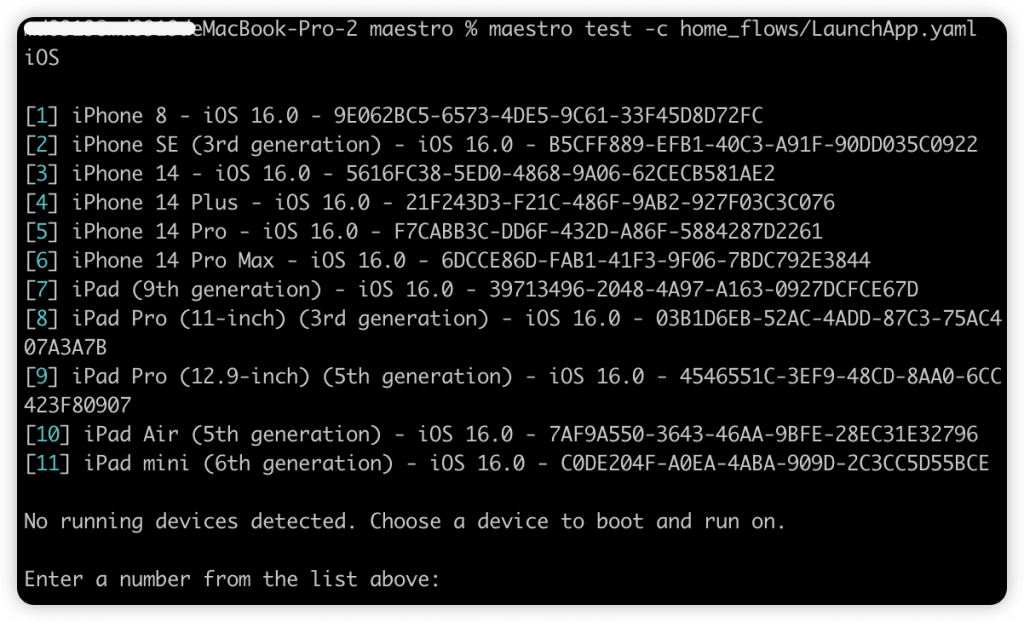 eMacBook-Pro-2 maestro % maestro test -c home_flows/LaunchApp.yaml
iOS
[1] iPhone 8 - iOS 16.0 - 9E062BC5-6573-4DE5-9C61-33F45D8D72FC
[2] iPhone SE (3rd generation) - iOS 16.0 - B5CFF889-EFB1-40C3-A91F-90DD035C0922
[3] iPhone 14 - iOS 16.0 - 5616FC38-5ED0-4868-9A06-62CECB581AE2
[4] iPhone 14 Plus - iOS 16.0 - 21F243D3-F21C-486F-9AB2-927F03C3C076
[5] iPhone 14 Pro - iOS 16.0 - F7CABB3C-DD6F-432D-A86F-5884287D2261
[6] iPhone 14 Pro Max - iOS 16.0 - 6DCCE86D-FAB1-41F3-9F06-7BDC792E3844
[7] iPad (9th generation) - iOS 16.0 - 39713496-2048-4A97-A163-0927DCFCE67D
[8] iPad Pro (11-inch) (3rd generation) - iOS 16.0 - 03B1D6EB-52AC-4ADD-87C3-75AC4
07A3A7B
[9] iPad Pro (12.9-inch) (5th generation) - iOS 16.0 - 4546551C-3EF9-48CD-8AA0-6CC
423F80907
[10] iPad Air (5th generation) - iOS 16.0 - 7AF9A550-3643-46AA-9BFE-28EC31E32796
[11] iPad mini (6th generation) - iOS 16.0 - C0DE204F-A0EA-4ABA-909D-2C3CC5D55BCE
No running devices detected. Choose a device to boot and run on.
Enter a number from the list above: